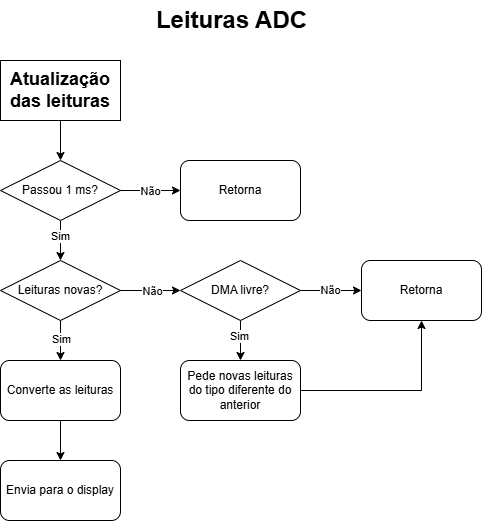 Leituras ADC
Atualização
das leituras
Passou 1 ms?
Não
Retorna
Sim
Leituras novas?
Não
DMA livre?
Não
Retorna
Sim
Sim
Converte as leituras
Pede novas leituras
do tipo diferente do
anterior
Envia para o display